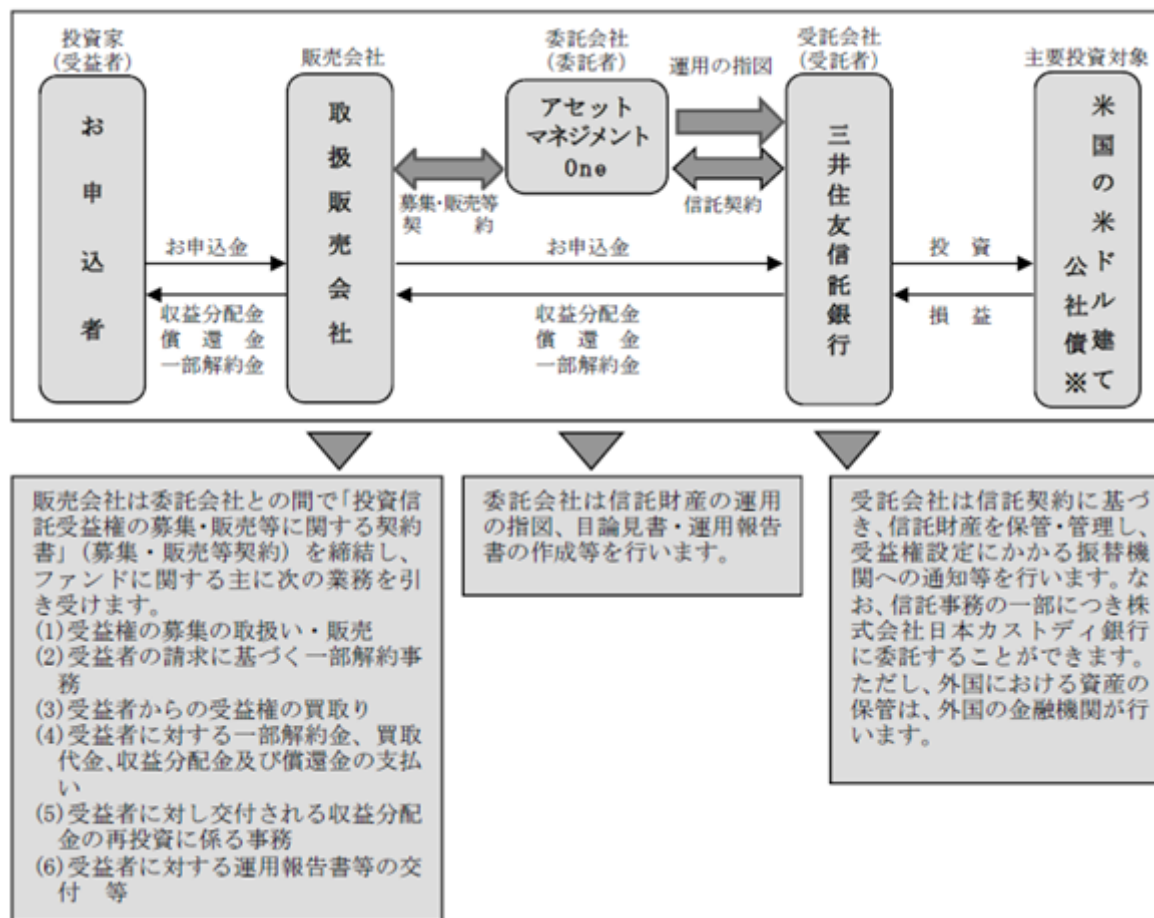 投資家
(受益者)
お申込者
販売会社
取扱販売会社
委託会社
(委託者)
アセット
マネジメント
One
運用の指図
受託会社
(受託者)
三井住友信託銀行
主要投資対象
米国の米ドル建て
公社債※
募集・販売等
契　約
信託契約
お申込金
収益分配金
償　還　金
一部解約金
お申込金
収益分配金
償　還　金
一部解約金
投　資
損　益
販売会社は委託会社との間で「投資信
託受益権の募集・販売等に関する契約
書」（募集・販売等契約）を締結し、
ファンドに関する主に次の業務を引
き受けます。
(1)受益権の募集の取扱い・販売
(2)受益者の請求に基づく一部解約事
務
(3)受益者からの受益権の買取り
(4)受益者に対する一部解約金、買取
代金、収益分配金及び償還金の支払
い
(5)受益者に対し交付される収益分配
金の再投資に係る事務
(6)受益者に対する運用報告書等の交
付　等
委託会社は信託財産の運用
の指図、目論見書・運用報告
書の作成等を行います。
受託会社は信託契約に基づ
き、信託財産を保管・管理し、
受益権設定にかかる振替機
関への通知等を行います。な
お、信託事務の一部につき株
式会社日本カストディ銀行
に委託することができます。
ただし、外国における資産の
保管は、外国の金融機関が行
います。